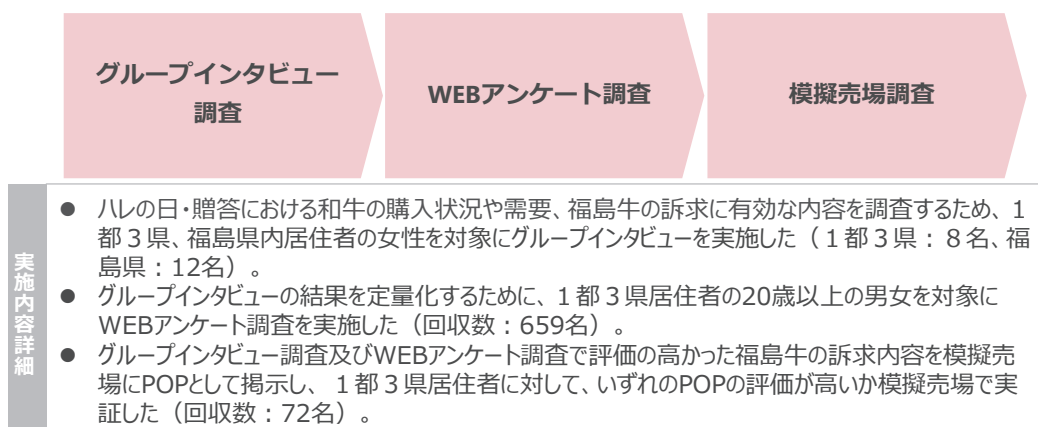 グループインタビュー
調査
WEBアンケート調査
模擬売場調査
実施内容詳細
● ハレの日・贈答における和牛の購入状況や需要、福島牛の訴求に有効な内容を調査するため、１
都３県、福島県内居住者の女性を対象にグループインタビューを実施した（１都３県：８名、福
島県：12名）。
● グループインタビューの結果を定量化するために、１都３県居住者の20歳以上の男女を対象に
WEBアンケート調査を実施した（回収数：659名）。
● グループインタビュー調査及びWEBアンケート調査で評価の高かった福島牛の訴求内容を模擬売
場にPOPとして掲示し、１都３県居住者に対して、いずれのPOPの評価が高いか模擬売場で実
証した（回収数：72名）。